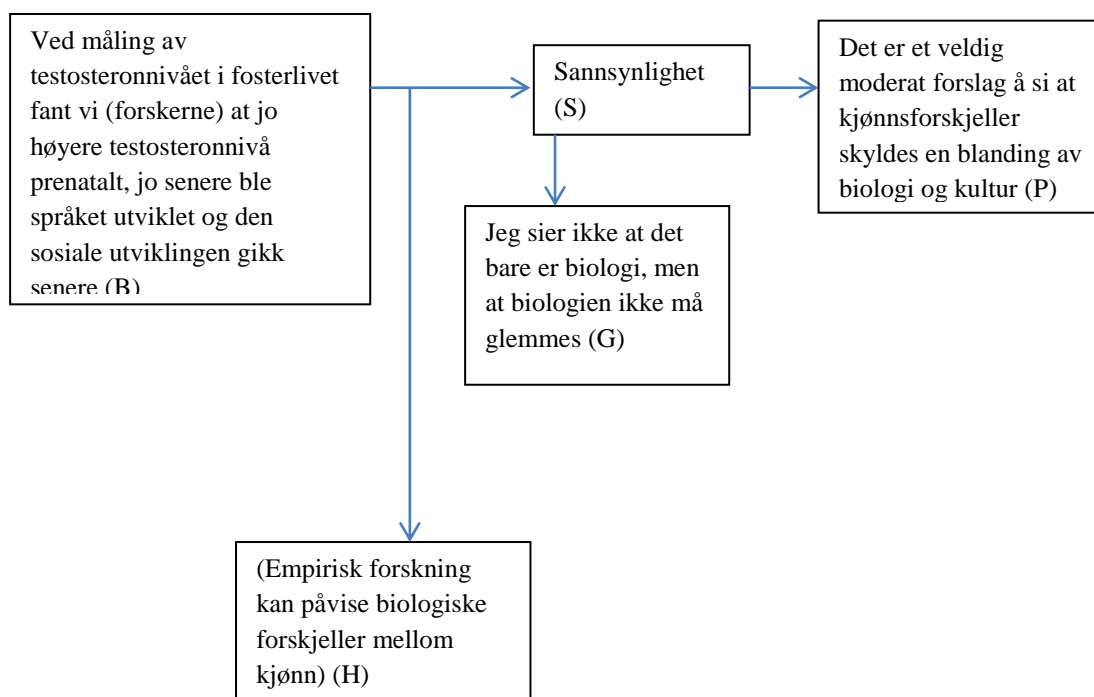 Ved måling av
testosteronnivået i fosterlivet
fant vi (forskerne) at jo
høyere testosteronnivå
prenatalt, jo senere ble
språket utviklet og den
sosiale utviklingen gikk
senere (B)
Sannsynlighet
(S)
Det er et veldig
moderat forslag å si at
kjønnsforskjeller
skyldes en blanding av
biologi og kultur (P)
Jeg sier ikke at det
bare er biologi, men
at biologien ikke må
glemmes (G)
(Empirisk forskning
kan påvise biologiske
forskjeller mellom
kjønn) (H)